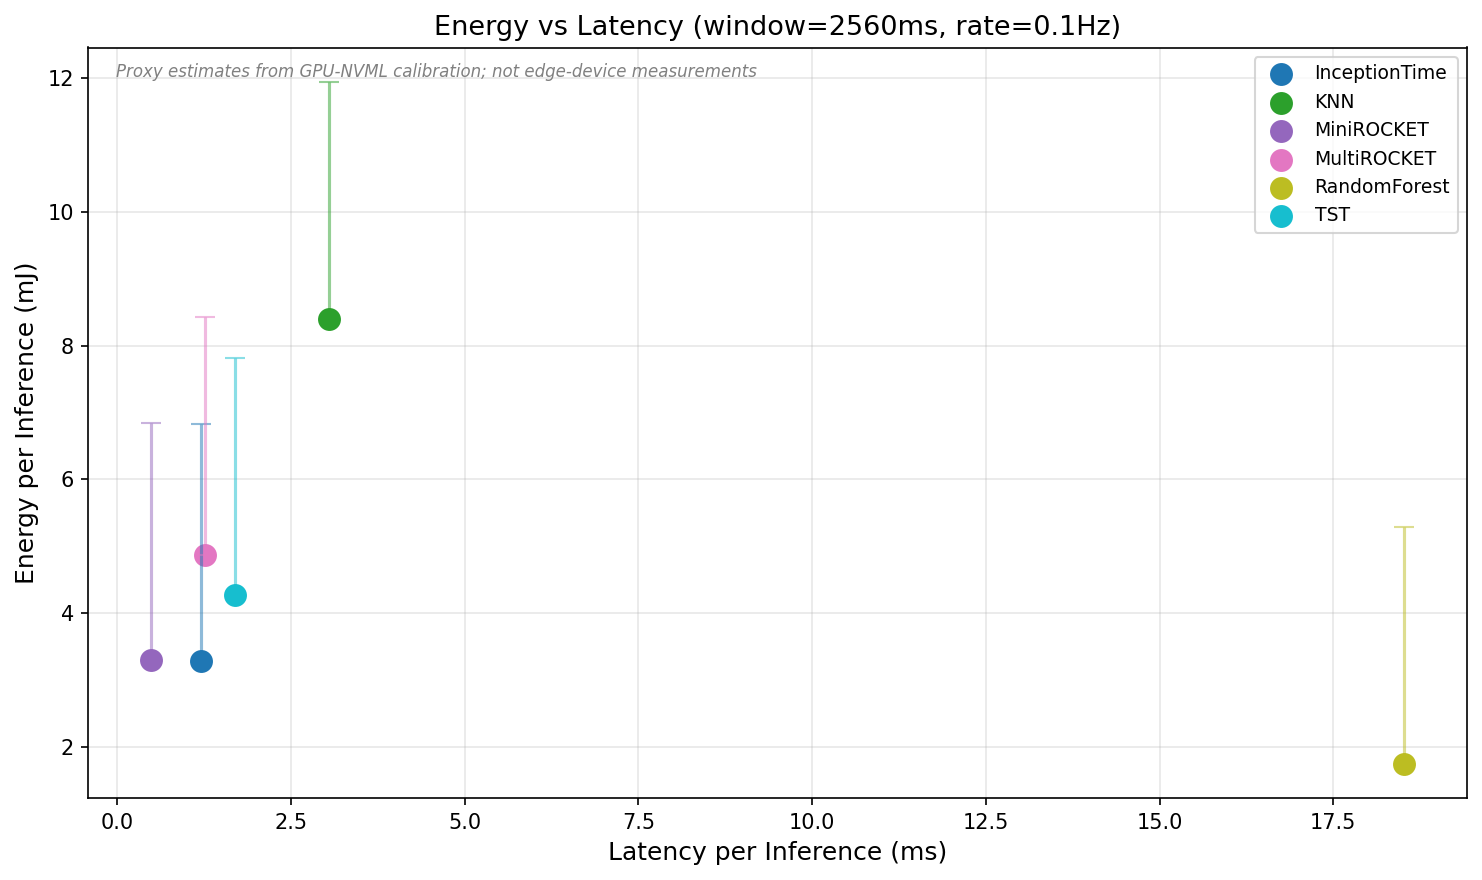 Energy vs Latency (window=2560ms, rate=0.1Hz)
Proxy estimates from GPU-NVML calibration; not edge-device measurements
InceptionTime
KNN
MiniROCKET
MultiROCKET
RandomForest
TST
Energy per Inference (mJ)
12
10
8
6
4
2
0.0
2.5
5.0
7.5
10.0
12.5
15.0
17.5
Latency per Inference (ms)